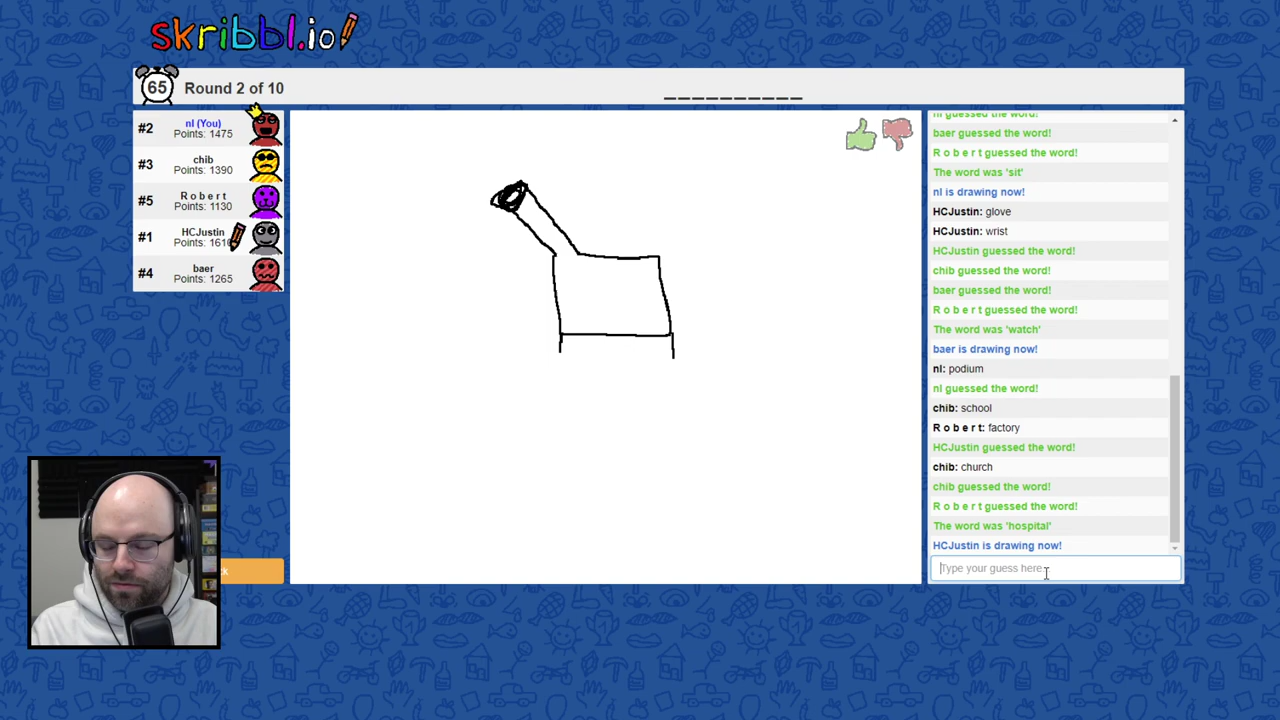 skribbl.io
65 Round 2 of 10
__________
#2 nl (You)
Points: 1475
#3 chib
Points: 1390
#5 R o b e r t
Points: 1130
#1 HCJustin
#4 baer
Points: 1265
nl guessed the word!
baer guessed the word!
R o b e r t guessed the word!
The word was 'sit'
nl is drawing now!
HCJustin: glove
HCJustin: wrist
HCJustin guessed the word!
chib guessed the word!
baer guessed the word!
R o b e r t guessed the word!
The word was 'watch'
baer is drawing now!
nl: podium
nl guessed the word!
chib: school
R o b e r t: factory
HCJustin guessed the word!
chib: church
chib guessed the word!
R o b e r t guessed the word!
The word was 'hospital'
HCJustin is drawing now!
Type your guess here